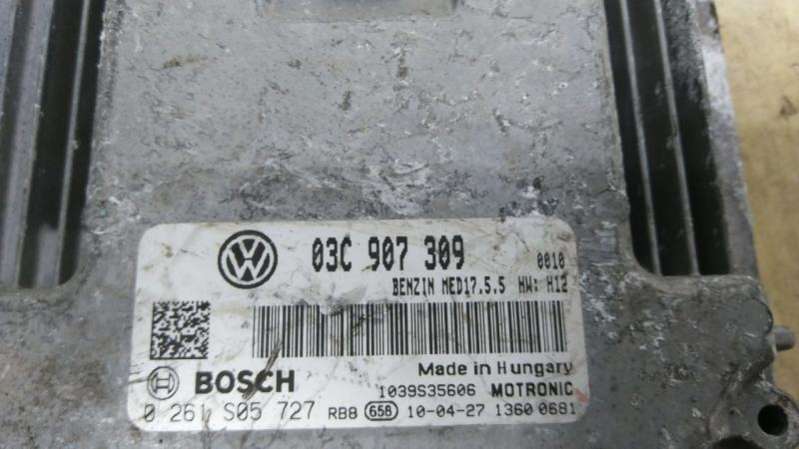 03C 907 309 0010
BENZIN MED17.5.5 HW: H12
Made in Hungary
BOSCH 1039S35606 MOTRONIC
0 261 S05 727 RB8 658 10-04-27 1360 0681